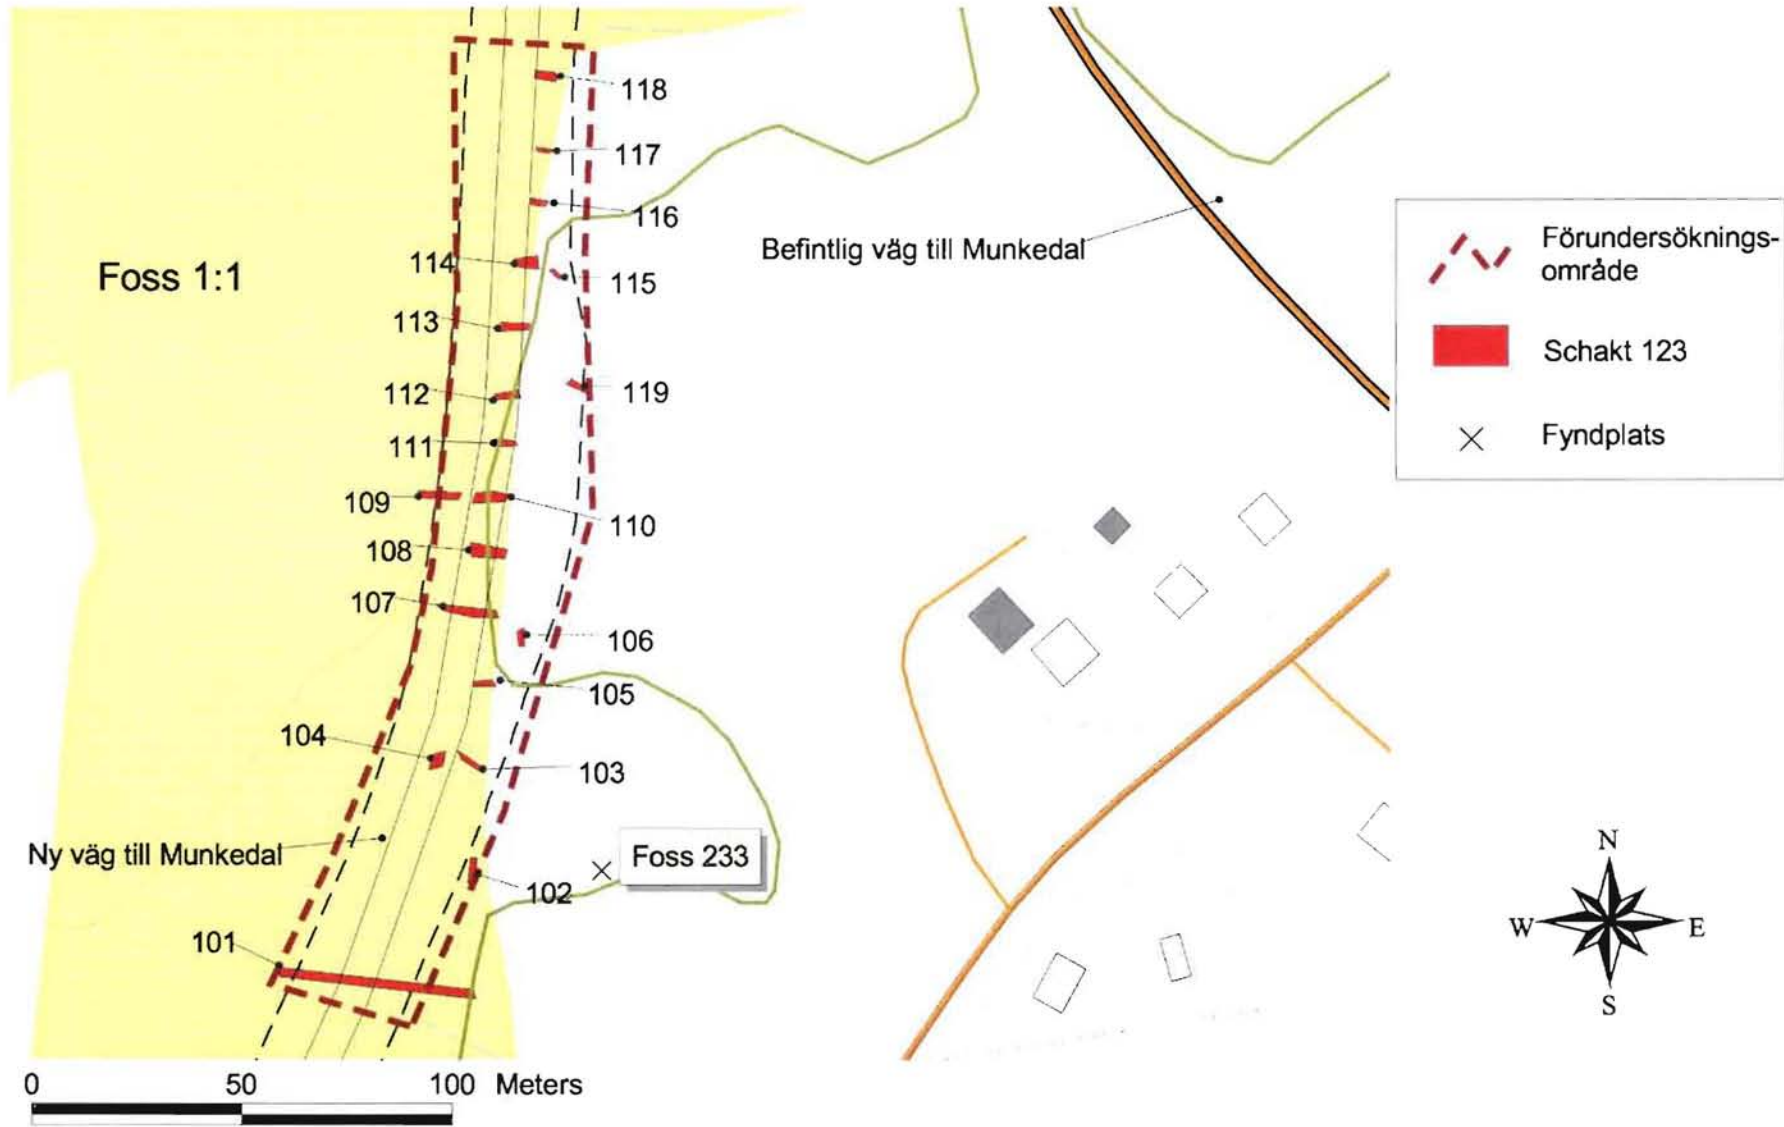 118
117
116
Befintlig väg till Munkedal
Foss 1:1
114
115
113
112
119
111
109
110
108
107
106
105
104
103
Ny väg till Munkedal
Foss 233
102
101
0 50 100 Meters
Förundersöknings-
område
Schakt 123
Fyndplats
N
W E
S